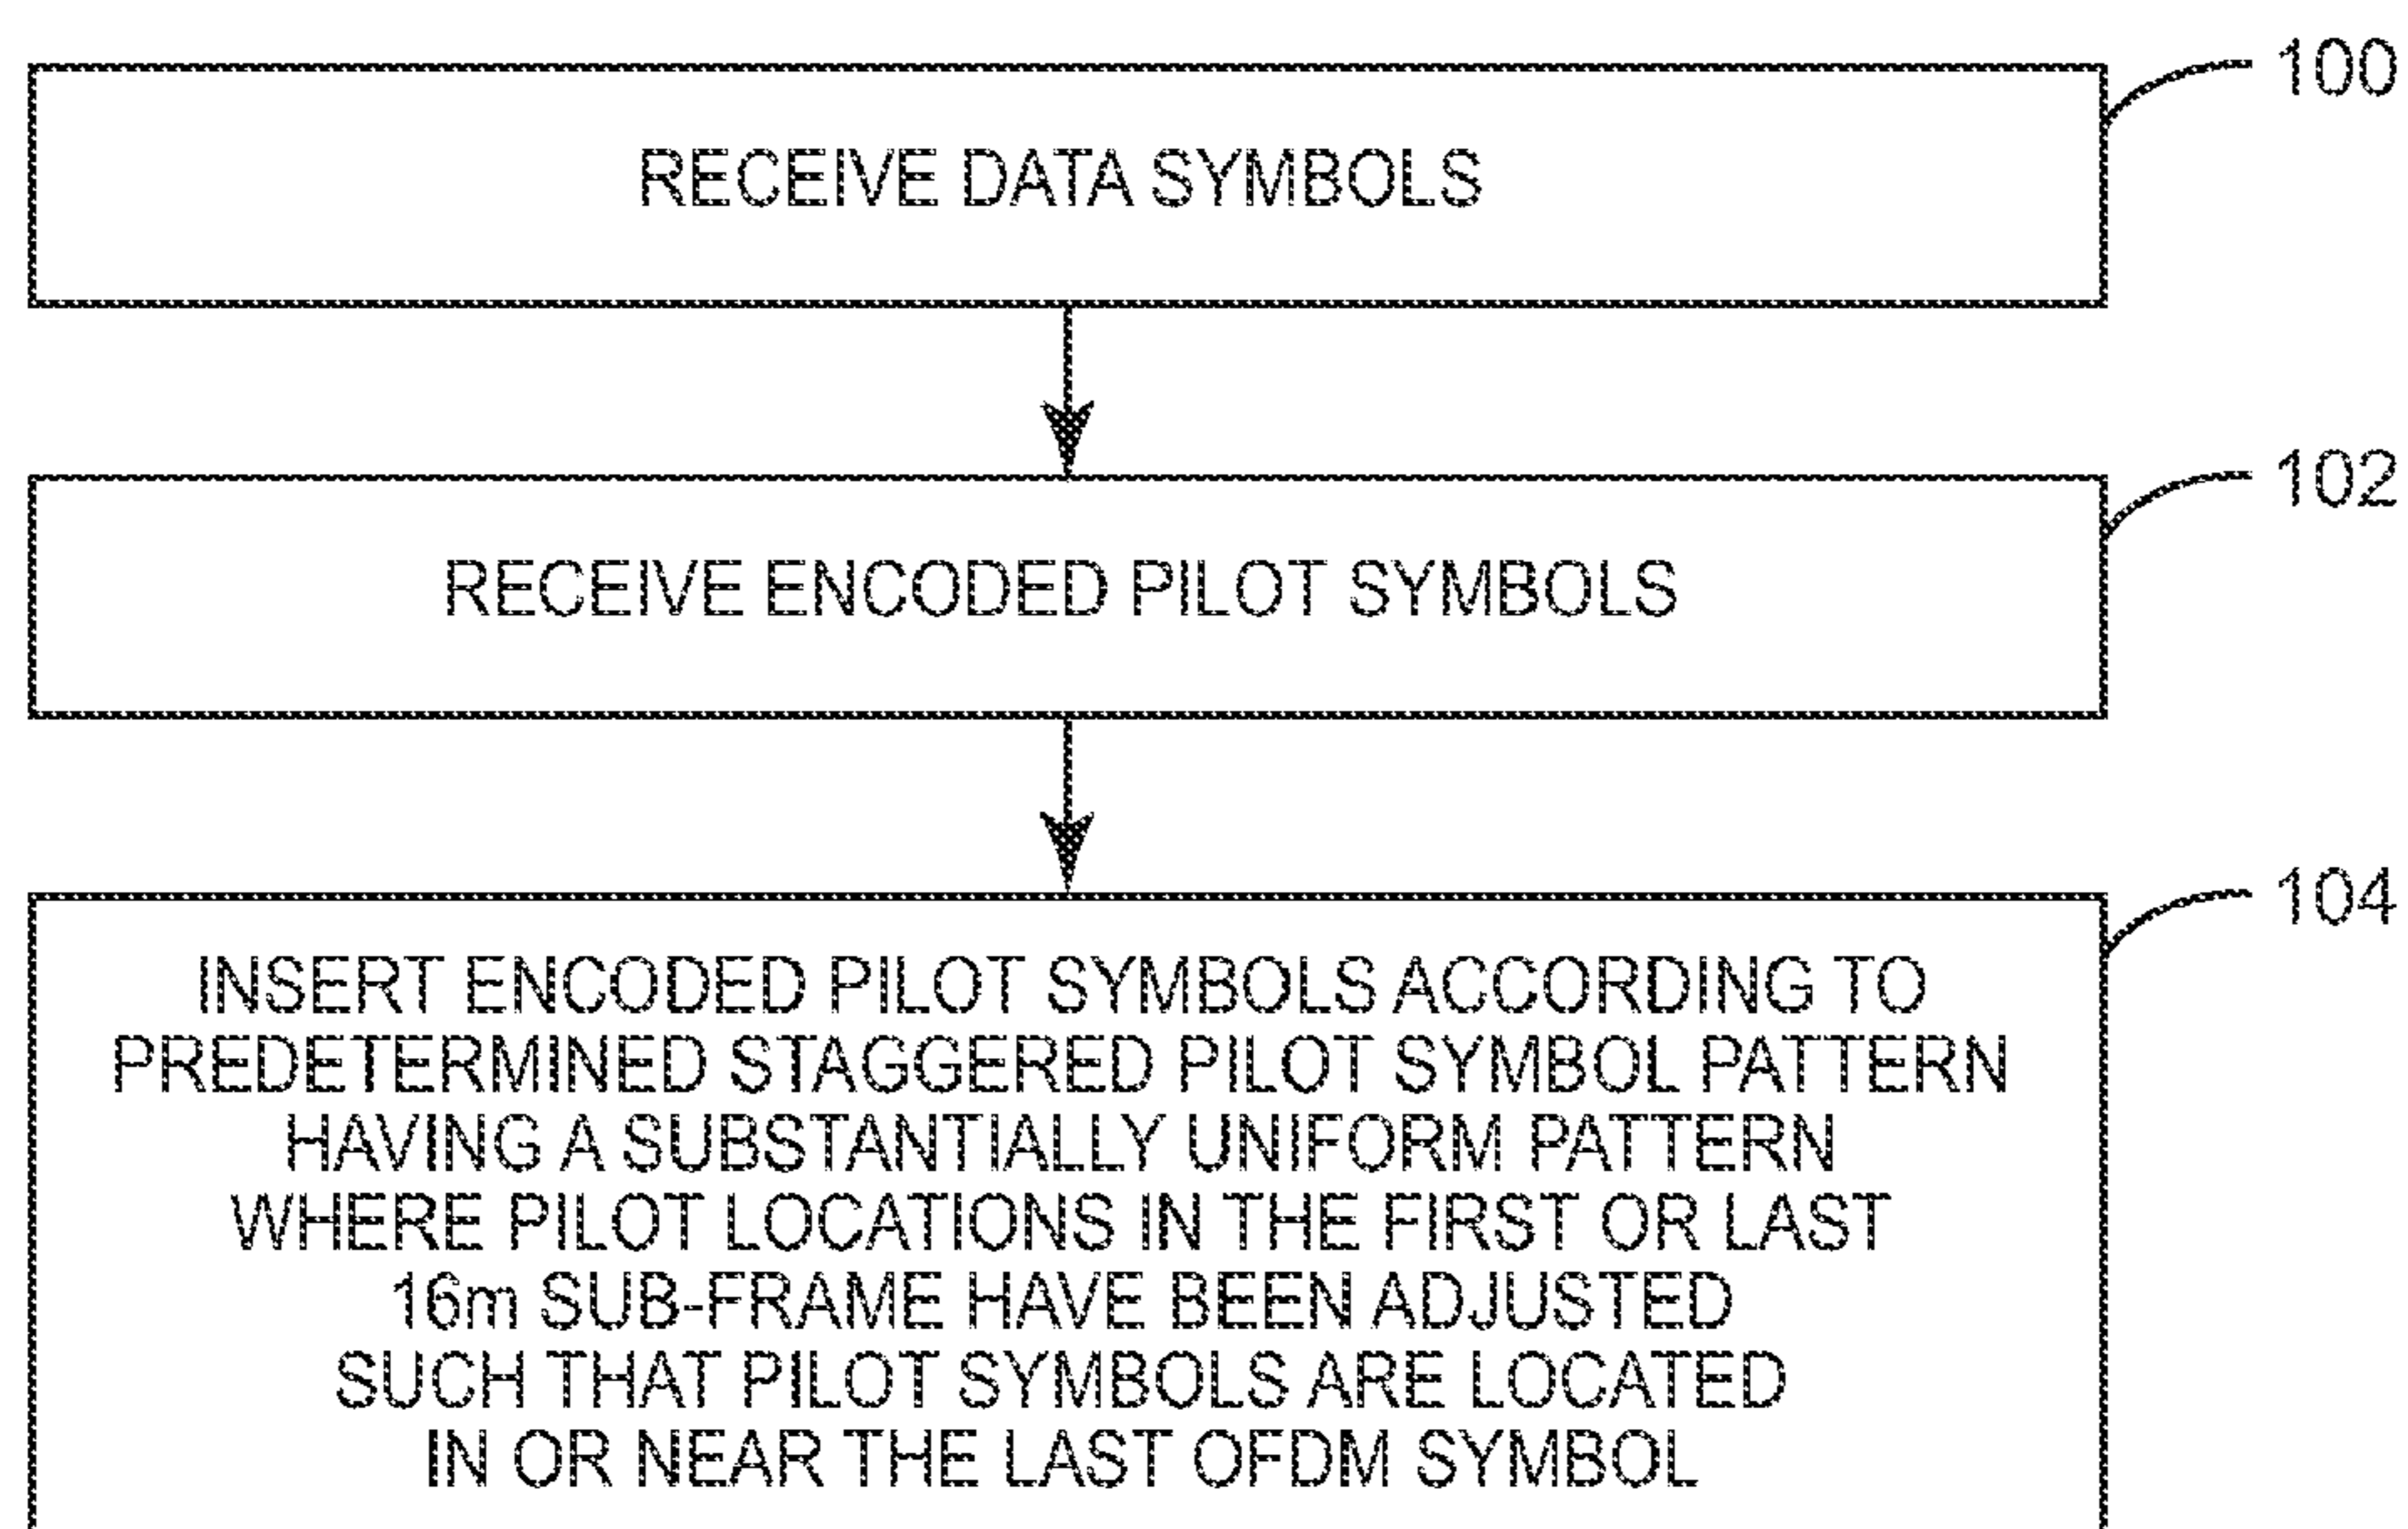 100
RECEIVE DATA SYMBOLS
102
RECEIVE ENCODED PILOT SYMBOLS
104
INSERT ENCODED PILOT SYMBOLS ACCORDING TO
PREDETERMINED STAGGERED PILOT SYMBOL PATTERN
HAVING A SUBSTANTIALLY UNIFORM PATTERN
WHERE PILOT LOCATIONS IN THE FIRST OR LAST
16m SUB-FRAME HAVE BEEN ADJUSTED
SUCH THAT PILOT SYMBOLS ARE LOCATED
IN OR NEAR THE LAST OFDM SYMBOL